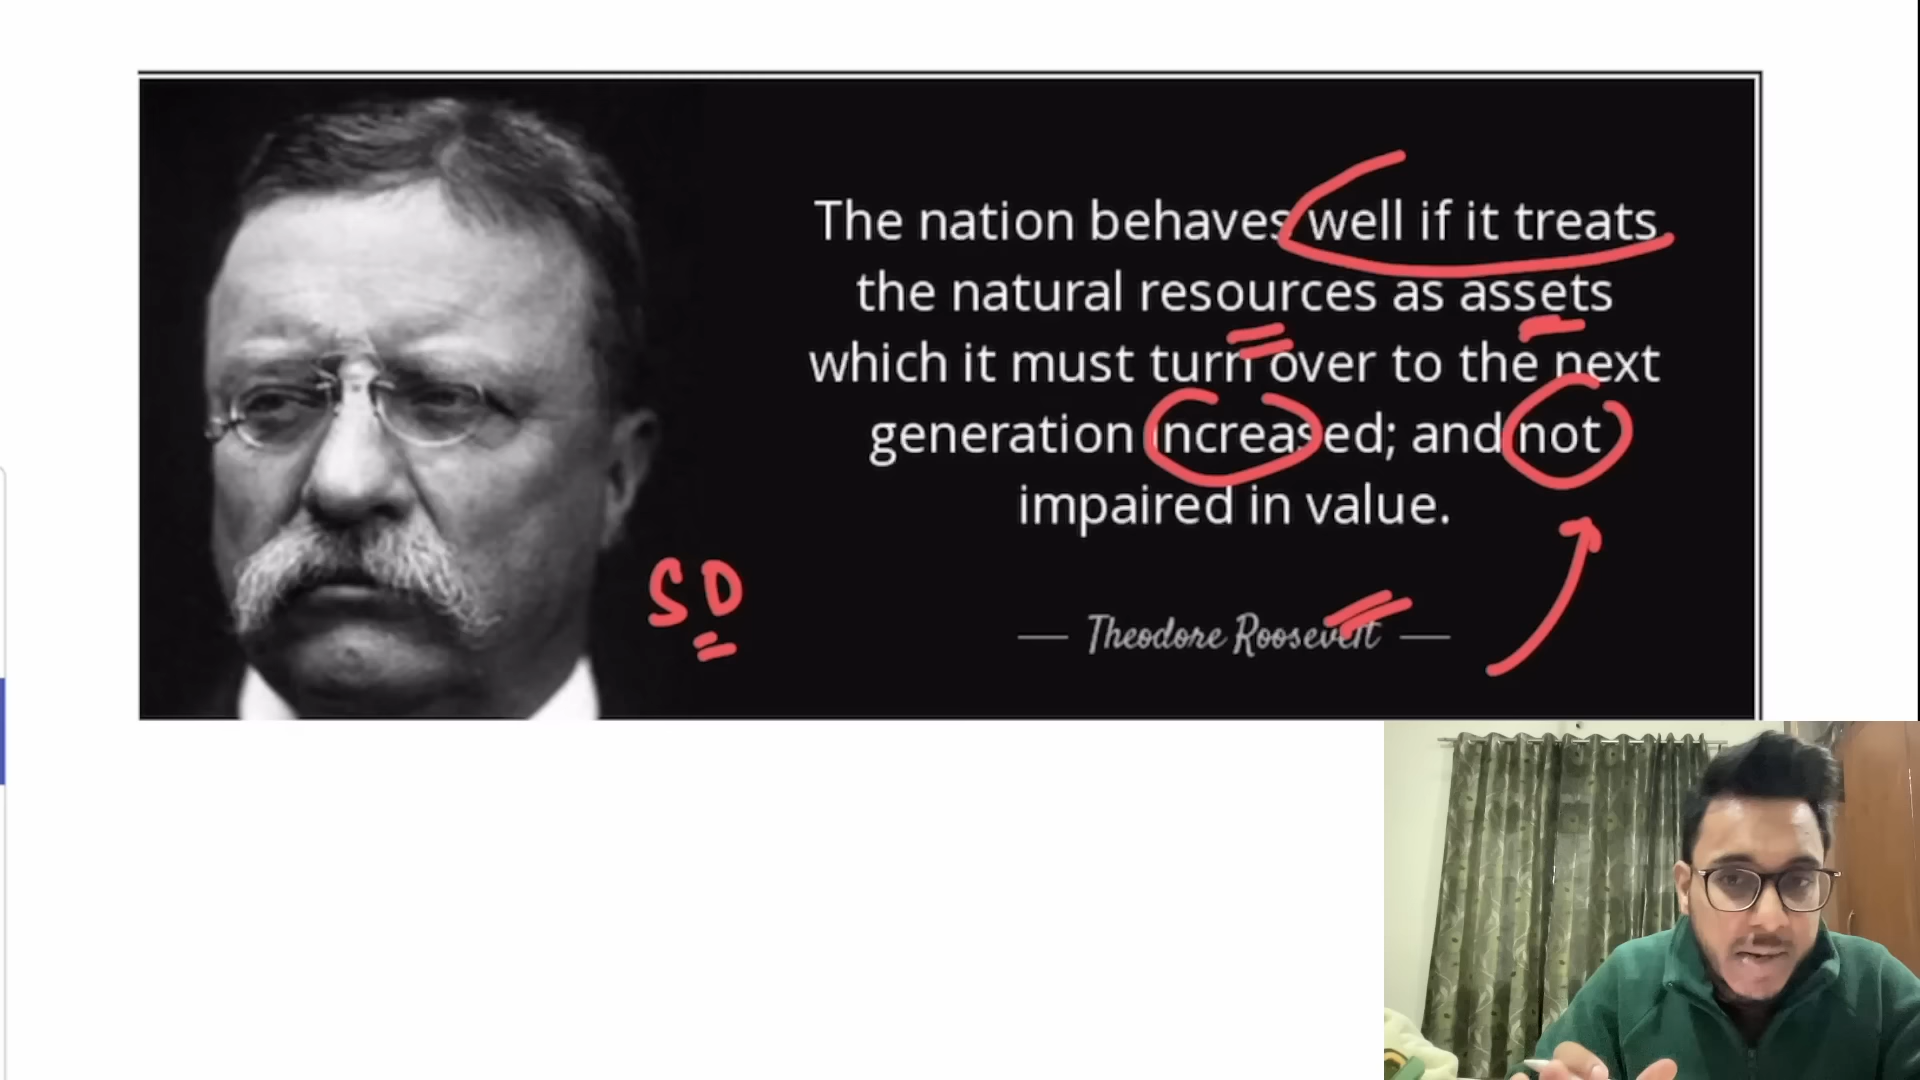 The nation behaves well if it treats
the natural resources as assets
which it must turn over to the next
generation increased; and not
impaired in value.
SD
— Theodore Roosevelt —